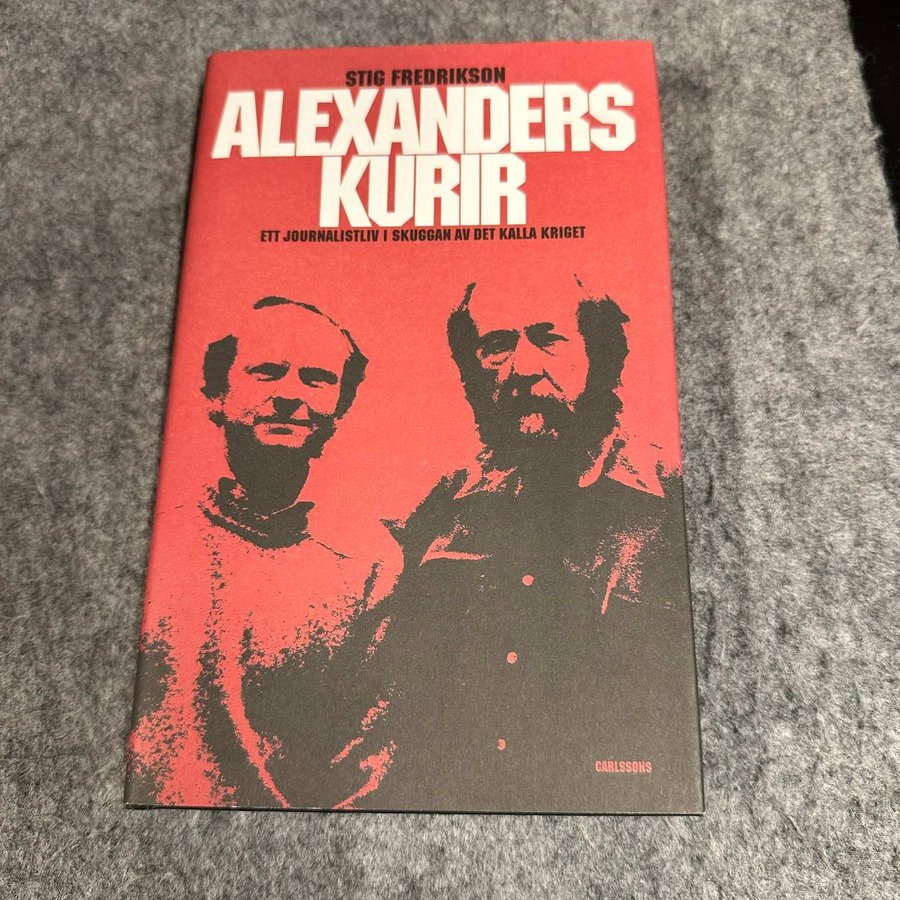 STIG FREDRIKSON
ALEXANDERS
KURIR
ETT JOURNALISTLIV I SKUGGAN AV DET KALLA KRIGET
CARLSSONS